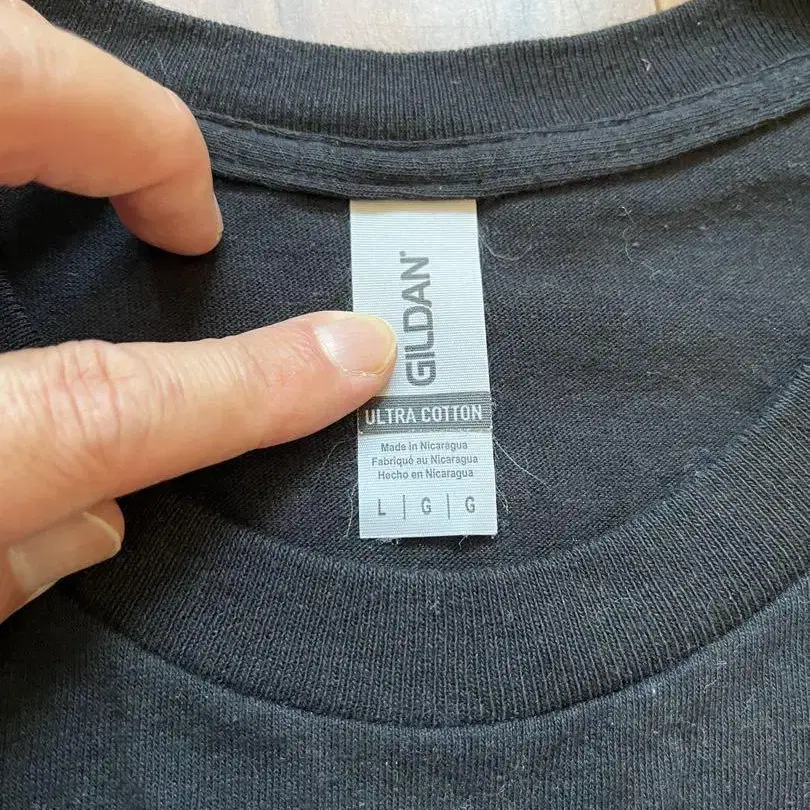 GILDAN®
ULTRA COTTON
Made in Nicaragua
Fabriqué au Nicaragua
Hecho en Nicaragua
L | G | G